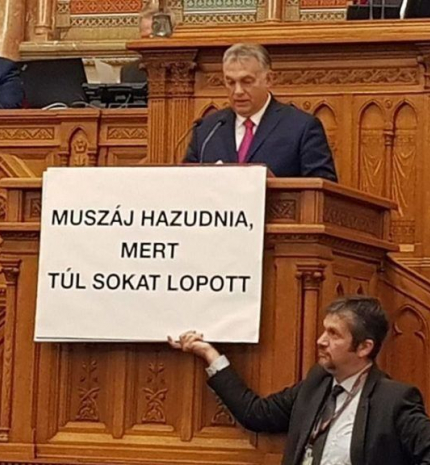 MUSZÁJ HAZUDNIA,
MERT
TÚL SOKAT LOPOTT